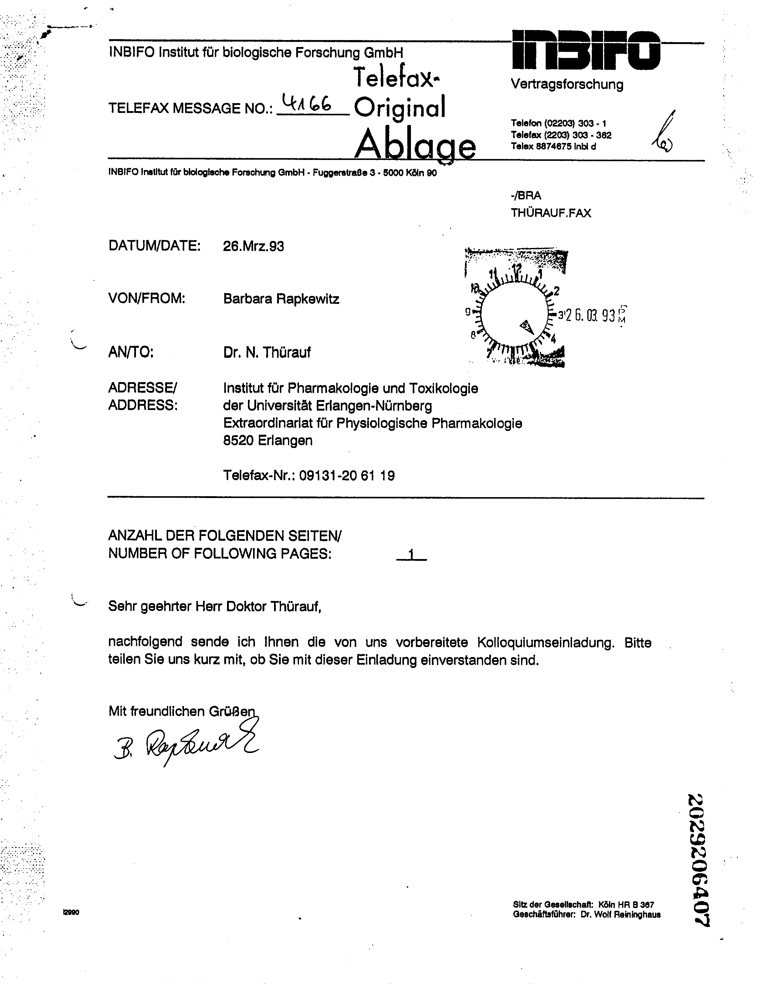 INBIFO Institut für biologische Forschung GmbH
INBIFO
Telefax-
Vertragsforschung
TELEFAX MESSAGE NO.: 4166
Original
Ablage
Telefon (02203) 303 - 1
Telefax (2203) 303 - 362
Telex 8874675 Inbi d
INBIFO Institut für biologische Forschung GmbH - Fuggerstraße 3 - 5000 Köln 90
-/BRA
THÜRAUF.FAX
DATUM/DATE: 26.Mrz.93
VON/FROM: Barbara Rapkewitz
26.03.93 PM
AN/TO: Dr. N. Thürauf
ADRESSE/ Institut für Pharmakologie und Toxikologie
ADDRESS: der Universität Erlangen-Nürnberg
Extraordinariat für Physiologische Pharmakologie
8520 Erlangen
Telefax-Nr.: 09131-20 61 19
ANZAHL DER FOLGENDEN SEITEN/
NUMBER OF FOLLOWING PAGES: 1
Sehr geehrter Herr Doktor Thürauf,
nachfolgend sende ich Ihnen die von uns vorbereitete Kolloquiumseinladung. Bitte
teilen Sie uns kurz mit, ob Sie mit dieser Einladung einverstanden sind.
Mit freundlichen Grüßen
2029206407
Sitz der Gesellschaft: Köln HR B 367
Geschäftsführer: Dr. Wolf Reininghaus
I2990